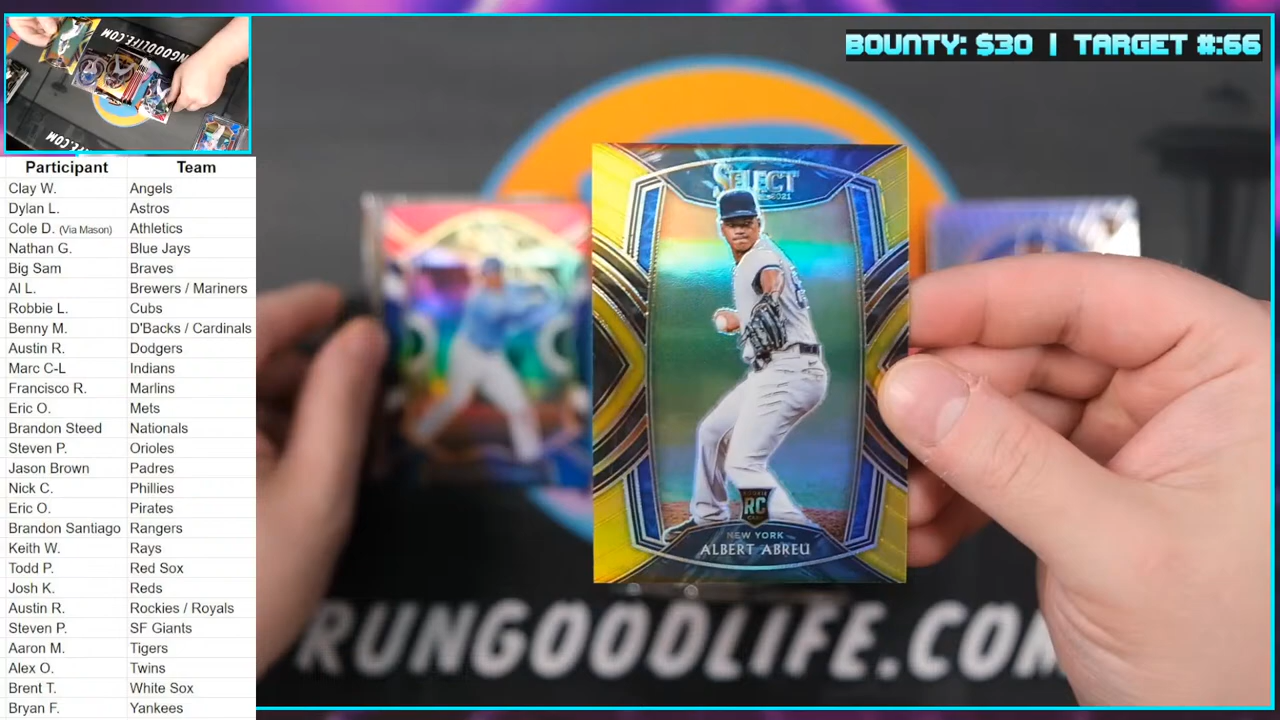 BOUNTY: $30 | TARGET #:66
RUNGOODLIFE.COM
Participant Team
Clay W. Angels
Dylan L. Astros
Cole D. (Via Mason) Athletics
Nathan G. Blue Jays
Big Sam Braves
Al L. Brewers / Mariners
Robbie L. Cubs
Benny M. D'Backs / Cardinals
Austin R. Dodgers
Marc C-L Indians
Francisco R. Marlins
Eric O. Mets
Brandon Steed Nationals
Steven P. Orioles
Jason Brown Padres
Nick C. Phillies
Eric O. Pirates
Brandon Santiago Rangers
Keith W. Rays
Todd P. Red Sox
Josh K. Reds
Austin R. Rockies / Royals
Steven P. SF Giants
Aaron M. Tigers
Alex O. Twins
Brent T. White Sox
Bryan F. Yankees
SELECT
2021
RC
NEW YORK
ALBERT ABREU
RUNGOODLIFE.COM